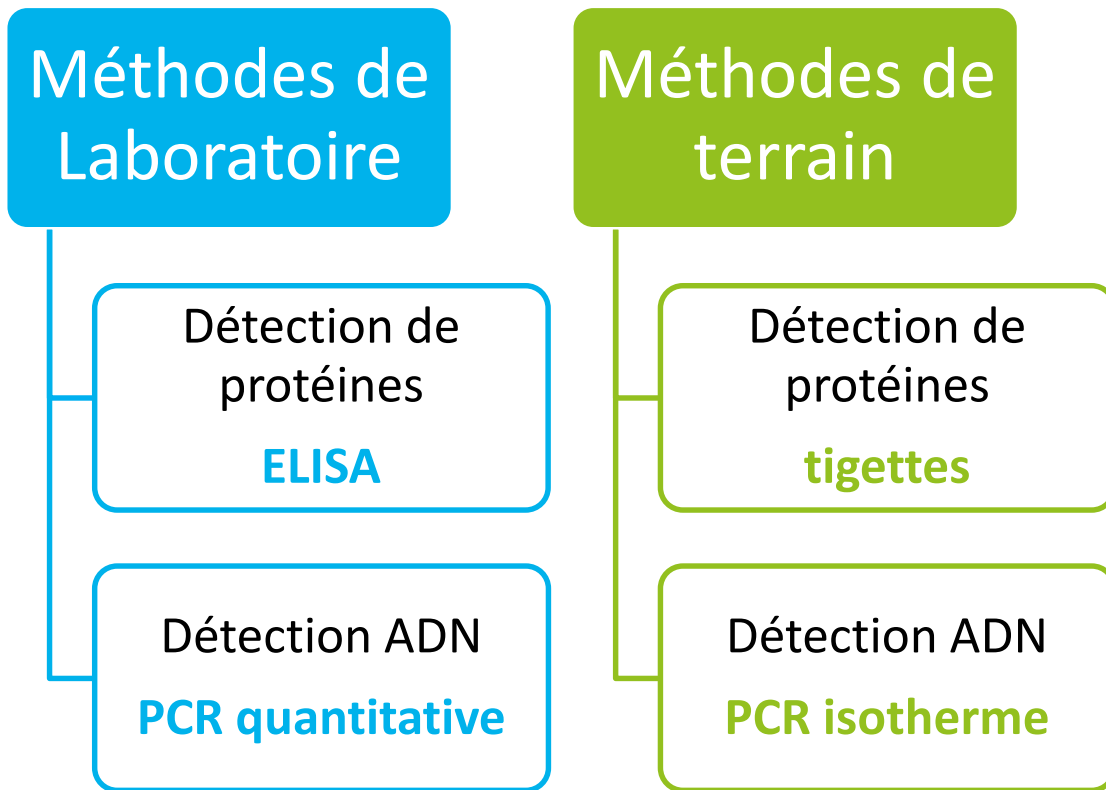 Méthodes de
Laboratoire
Détection de
protéines
ELISA
Détection ADN
PCR quantitative
Méthodes de
terrain
Détection de
protéines
tigettes
Détection ADN
PCR isotherme